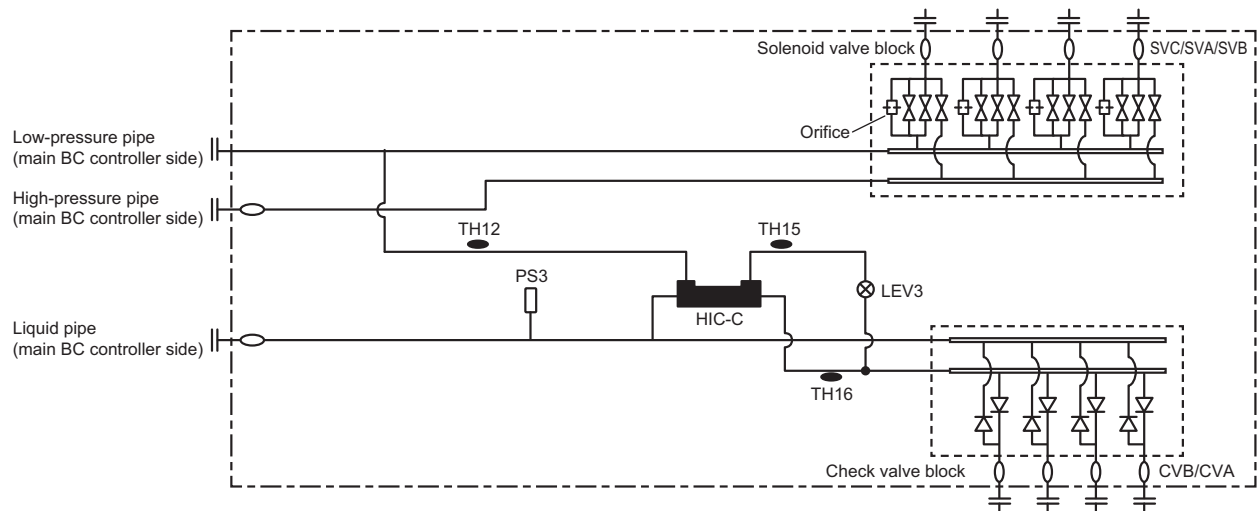 Solenoid valve block
SVC/SVA/SVB
Orifice
Low-pressure pipe
(main BC controller side)
High-pressure pipe
(main BC controller side)
TH12
TH15
PS3
LEV3
HIC-C
Liquid pipe
(main BC controller side)
TH16
Check valve block
CVB/CVA